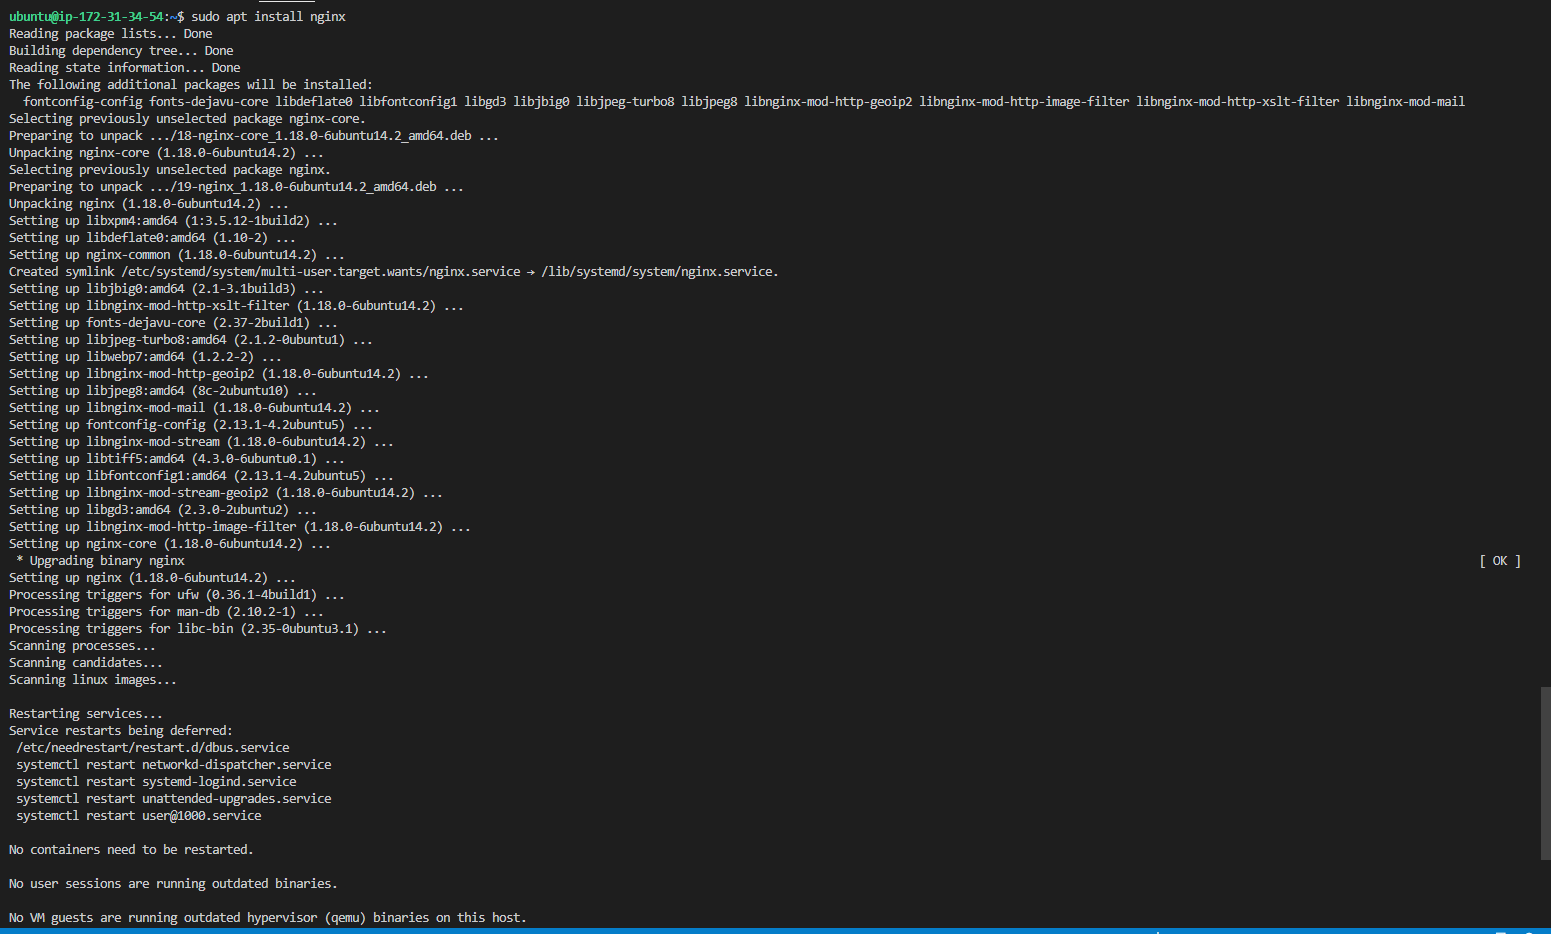 ubuntu@ip-172-31-34-54:~$ sudo apt install nginx
Reading package lists... Done
Building dependency tree... Done
Reading state information... Done
The following additional packages will be installed:
  fontconfig-config fonts-dejavu-core libdeflate0 libfontconfig1 libgd3 libjbig0 libjpeg-turbo8 libjpeg8 libnginx-mod-http-geoip2 libnginx-mod-http-image-filter libnginx-mod-http-xslt-filter libnginx-mod-mail
Selecting previously unselected package nginx-core.
Preparing to unpack .../18-nginx-core_1.18.0-6ubuntu14.2_amd64.deb ...
Unpacking nginx-core (1.18.0-6ubuntu14.2) ...
Selecting previously unselected package nginx.
Preparing to unpack .../19-nginx_1.18.0-6ubuntu14.2_amd64.deb ...
Unpacking nginx (1.18.0-6ubuntu14.2) ...
Setting up libxpm4:amd64 (1:3.5.12-1build2) ...
Setting up libdeflate0:amd64 (1.10-2) ...
Setting up nginx-common (1.18.0-6ubuntu14.2) ...
Created symlink /etc/systemd/system/multi-user.target.wants/nginx.service → /lib/systemd/system/nginx.service.
Setting up libjbig0:amd64 (2.1-3.1build3) ...
Setting up libnginx-mod-http-xslt-filter (1.18.0-6ubuntu14.2) ...
Setting up fonts-dejavu-core (2.37-2build1) ...
Setting up libjpeg-turbo8:amd64 (2.1.2-0ubuntu1) ...
Setting up libwebp7:amd64 (1.2.2-2) ...
Setting up libnginx-mod-http-geoip2 (1.18.0-6ubuntu14.2) ...
Setting up libjpeg8:amd64 (8c-2ubuntu10) ...
Setting up libnginx-mod-mail (1.18.0-6ubuntu14.2) ...
Setting up fontconfig-config (2.13.1-4.2ubuntu5) ...
Setting up libnginx-mod-stream (1.18.0-6ubuntu14.2) ...
Setting up libtiff5:amd64 (4.3.0-6ubuntu0.1) ...
Setting up libfontconfig1:amd64 (2.13.1-4.2ubuntu5) ...
Setting up libnginx-mod-stream-geoip2 (1.18.0-6ubuntu14.2) ...
Setting up libgd3:amd64 (2.3.0-2ubuntu2) ...
Setting up libnginx-mod-http-image-filter (1.18.0-6ubuntu14.2) ...
Setting up nginx-core (1.18.0-6ubuntu14.2) ...
 * Upgrading binary nginx [ OK ]
Setting up nginx (1.18.0-6ubuntu14.2) ...
Processing triggers for ufw (0.36.1-4build1) ...
Processing triggers for man-db (2.10.2-1) ...
Processing triggers for libc-bin (2.35-0ubuntu3.1) ...
Scanning processes...
Scanning candidates...
Scanning linux images...
Restarting services...
Service restarts being deferred:
 /etc/needrestart/restart.d/dbus.service
 systemctl restart networkd-dispatcher.service
 systemctl restart systemd-logind.service
 systemctl restart unattended-upgrades.service
 systemctl restart user@1000.service
No containers need to be restarted.
No user sessions are running outdated binaries.
No VM guests are running outdated hypervisor (qemu) binaries on this host.